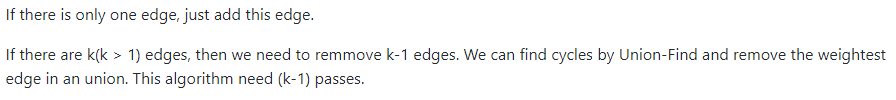 If there is only one edge, just add this edge.
If there are k(k > 1) edges, then we need to remmove k-1 edges. We can find cycles by Union-Find and remove the weightest
edge in an union. This algorithm need (k-1) passes.